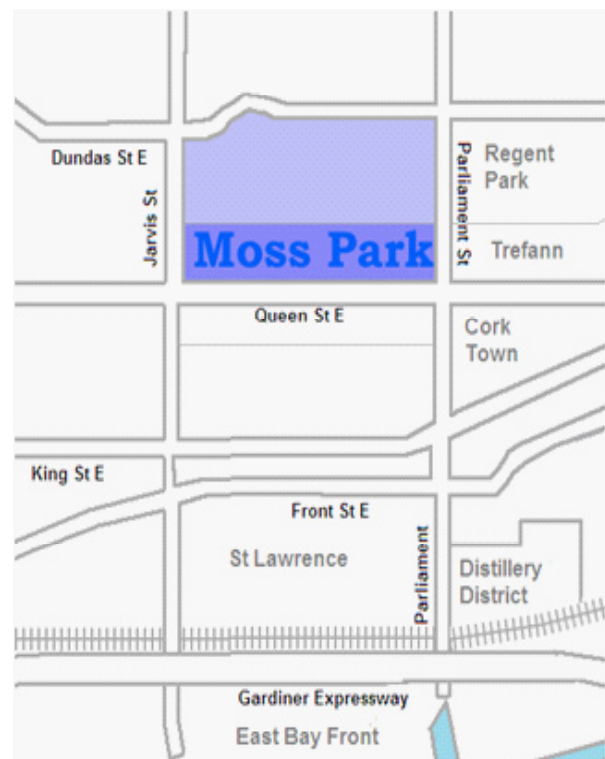 Dundas St E
Jarvis St
Parliament St
Regent
Park
Moss Park
Trefann
Queen St E
Cork
Town
King St E
Front St E
St Lawrence
Parliament
Distillery
District
Gardiner Expressway
East Bay Front